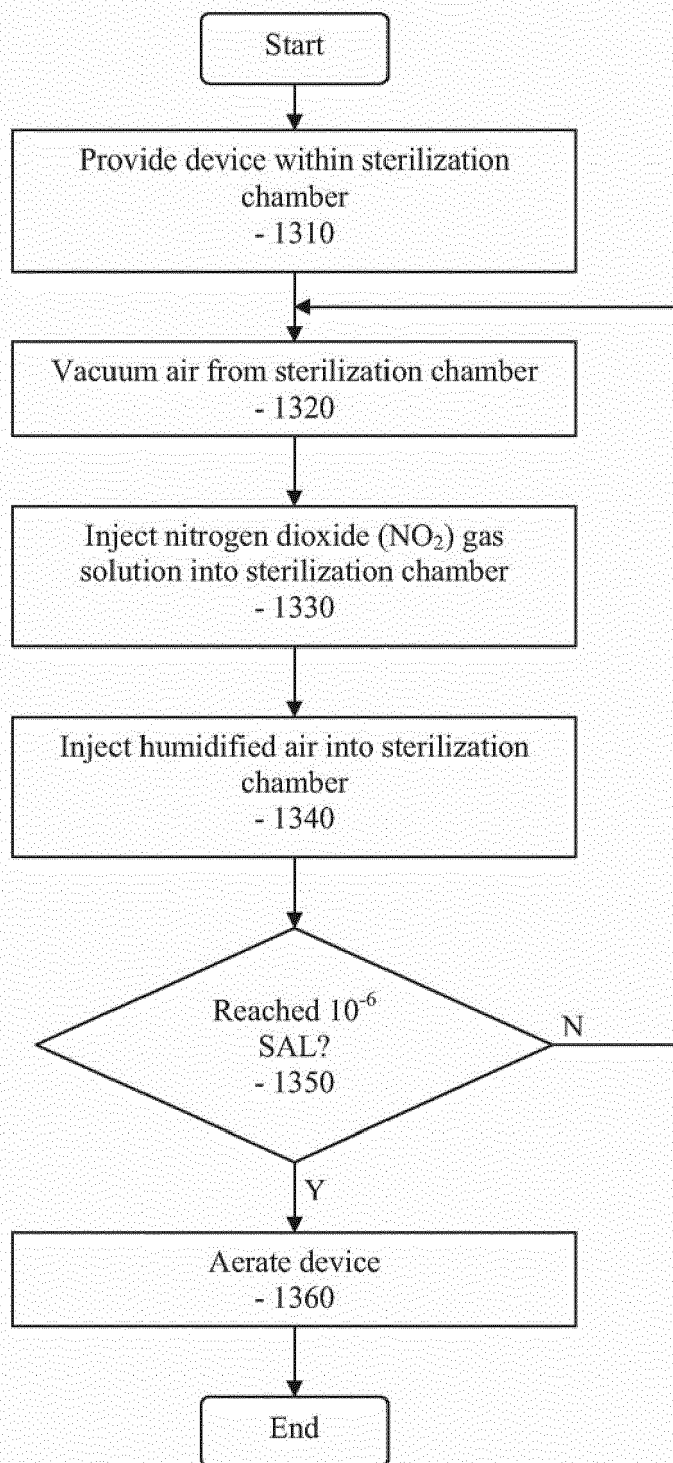 Start
Provide device within sterilization
chamber
- 1310
Vacuum air from sterilization chamber
- 1320
Inject nitrogen dioxide (NO₂) gas
solution into sterilization chamber
- 1330
Inject humidified air into sterilization
chamber
- 1340
Reached 10⁻⁶
SAL?
- 1350
N
Y
Aerate device
- 1360
End